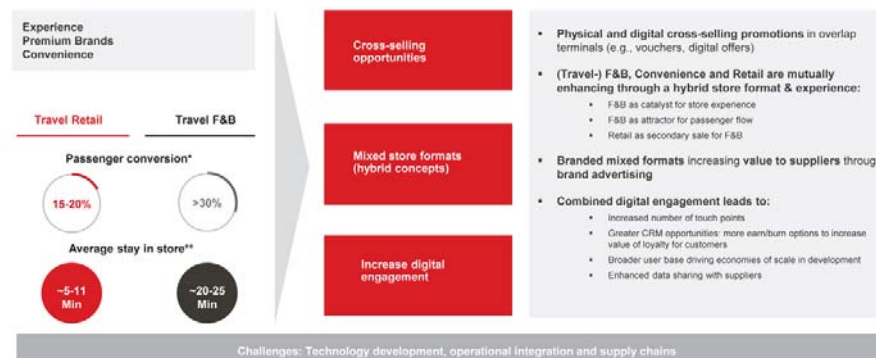 Experience
Premium Brands
Convenience
Travel Retail
Travel F&B
Passenger conversion*
15-20%
>30%
Average stay in store**
~5-11
Min
~20-25
Min
Cross-selling
opportunities
Mixed store formats
(hybrid concepts)
Increase digital
engagement
• Physical and digital cross-selling promotions in overlap
terminals (e.g., vouchers, digital offers)
• (Travel-) F&B, Convenience and Retail are mutually
enhancing through a hybrid store format & experience:
• F&B as catalyst for store experience
• F&B as attractor for passenger flow
• Retail as secondary sale for F&B
• Branded mixed formats increasing value to suppliers throug
brand advertising
• Combined digital engagement leads to:
• Increased number of touch points
• Greater CRM opportunities: more earn/burn options to increase
value of loyalty for customers
• Broader user base driving economies of scale in development
• Enhanced data sharing with suppliers
Challenges: Technology development, operational integration and supply chains